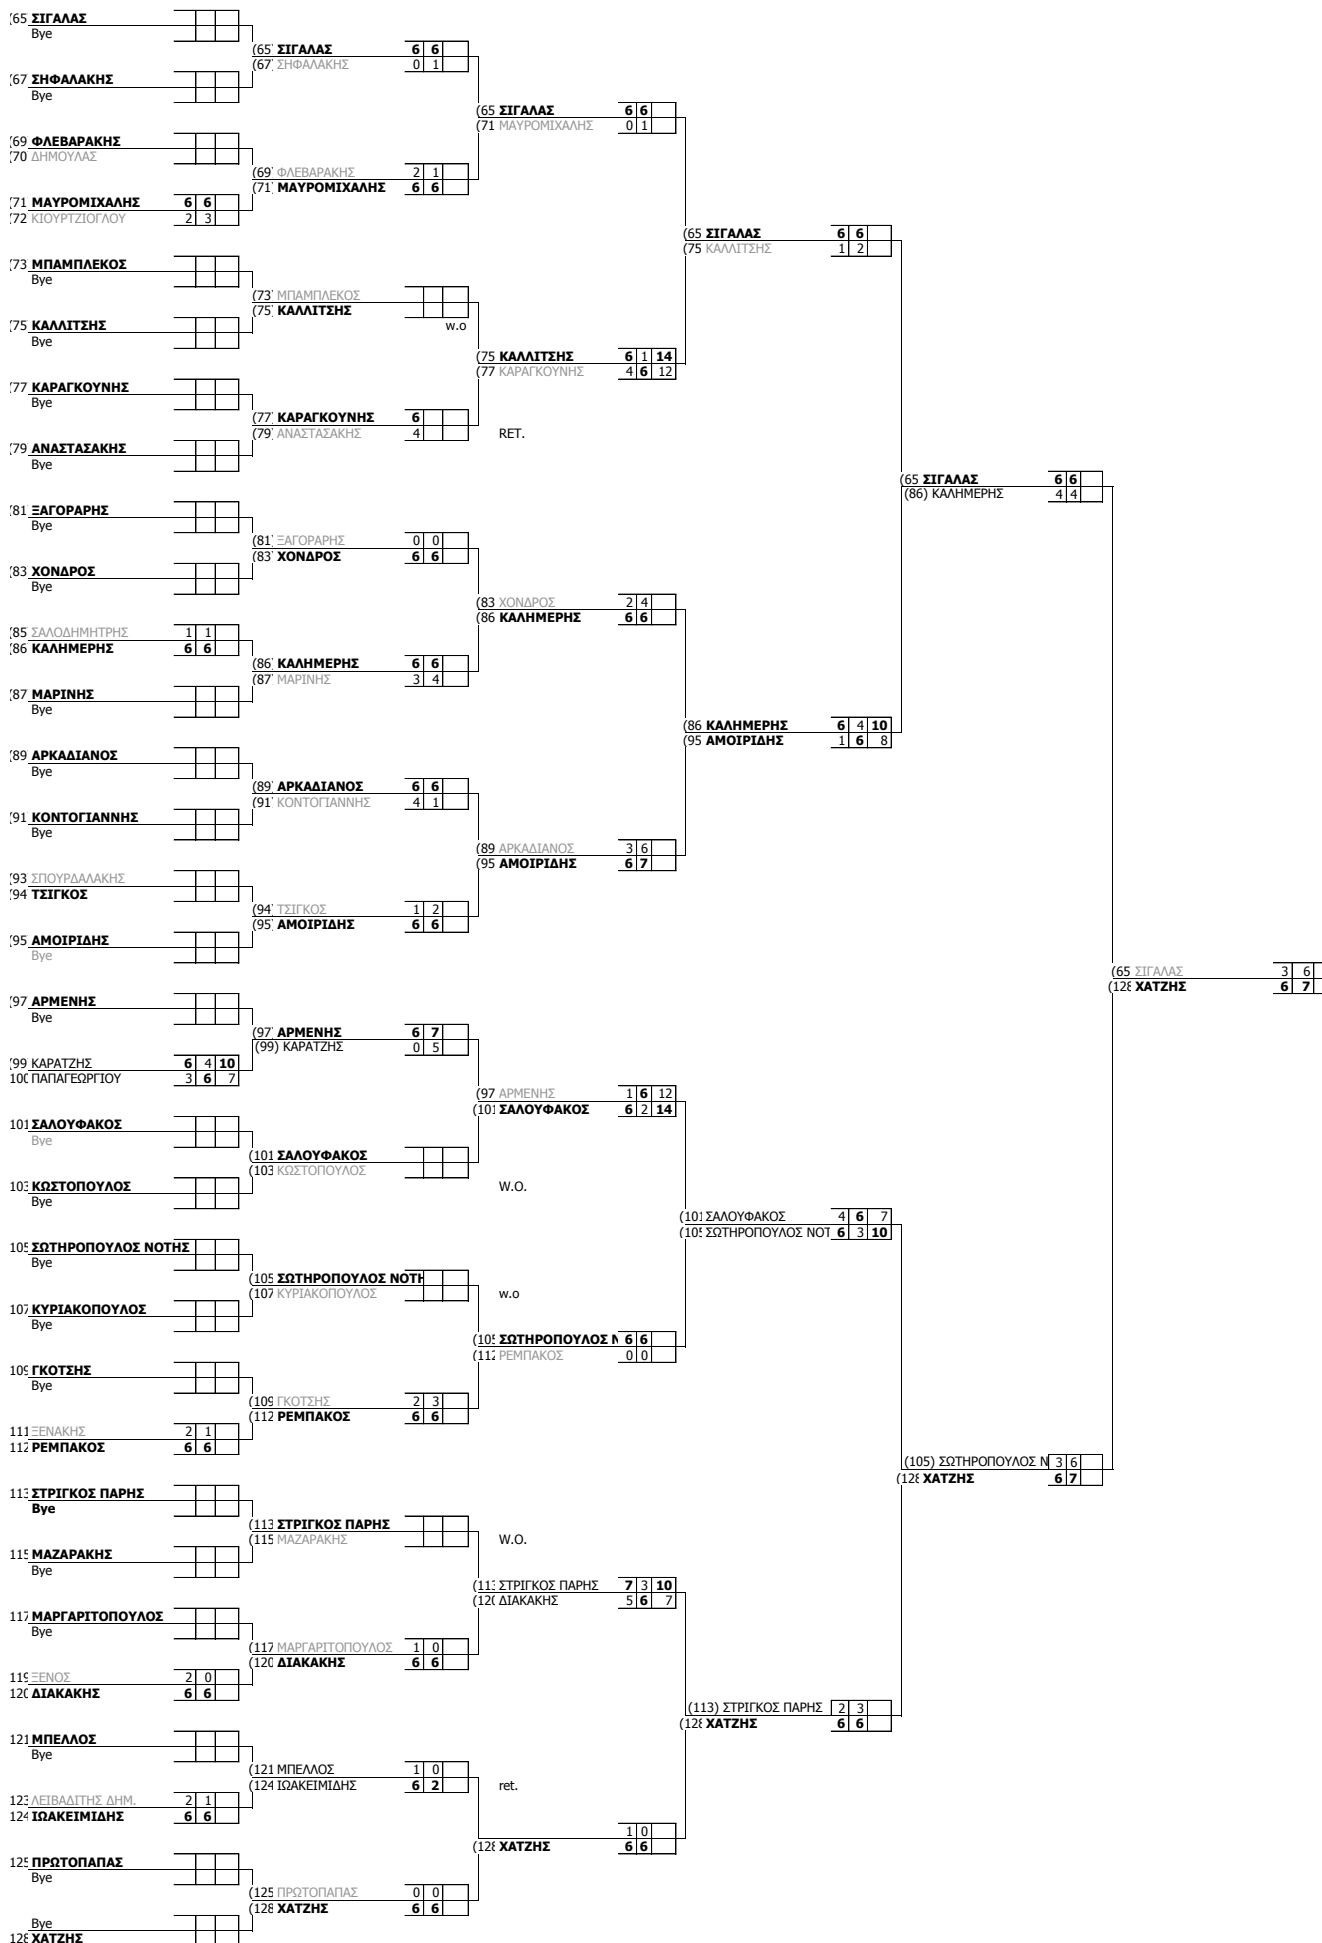 (65 ΣΙΓΑΛΑΣ
Bye
(67 ΣΗΦΑΛΑΚΗΣ
Bye
(69 ΦΛΕΒΑΡΑΚΗΣ
(70 ΔΗΜΟΥΛΑΣ
(71 ΜΑΥΡΟΜΙΧΑΛΗΣ 6 6
(72 ΚΙΟΥΡΤΖΙΟΓΛΟΥ 2 3
(73 ΜΠΑΜΠΛΕΚΟΣ
Bye
(75 ΚΑΛΛΙΤΣΗΣ
Bye
(77 ΚΑΡΑΓΚΟΥΝΗΣ
Bye
(79 ΑΝΑΣΤΑΣΑΚΗΣ
Bye
(81 ΞΑΓΟΡΑΡΗΣ
Bye
(83 ΧΟΝΔΡΟΣ
Bye
(85 ΣΑΛΟΔΗΜΗΤΡΗΣ 1 1
(86 ΚΑΛΗΜΕΡΗΣ 6 6
(87 ΜΑΡΙΝΗΣ
Bye
(89 ΑΡΚΑΔΙΑΝΟΣ
Bye
(91 ΚΟΝΤΟΓΙΑΝΝΗΣ
Bye
(93 ΣΠΟΥΡΔΑΛΑΚΗΣ
(94 ΤΣΙΓΚΟΣ
(95 ΑΜΟΙΡΙΔΗΣ
Bye
(97 ΑΡΜΕΝΗΣ
Bye
(99 ΚΑΡΑΤΖΗΣ 6 4 10
100 ΠΑΠΑΓΕΩΡΓΙΟΥ 3 6 7
101 ΣΑΛΟΥΦΑΚΟΣ
Bye
103 ΚΩΣΤΟΠΟΥΛΟΣ
Bye
105 ΣΩΤΗΡΟΠΟΥΛΟΣ ΝΟΤΗΣ
Bye
107 ΚΥΡΙΑΚΟΠΟΥΛΟΣ
Bye
109 ΓΚΟΤΣΗΣ
Bye
111 ΞΕΝΑΚΗΣ 2 1
112 ΡΕΜΠΑΚΟΣ 6 6
113 ΣΤΡΙΓΚΟΣ ΠΑΡΗΣ
Bye
115 ΜΑΖΑΡΑΚΗΣ
Bye
117 ΜΑΡΓΑΡΙΤΟΠΟΥΛΟΣ
Bye
119 ΞΕΝΟΣ 2 0
120 ΔΙΑΚΑΚΗΣ 6 6
121 ΜΠΕΛΛΟΣ
Bye
123 ΛΕΙΒΑΔΙΤΗΣ ΔΗΜ. 2 1
124 ΙΩΑΚΕΙΜΙΔΗΣ 6 6
125 ΠΡΩΤΟΠΑΠΑΣ
Bye
Bye
128 ΧΑΤΖΗΣ
(65) ΣΙΓΑΛΑΣ 6 6
(67) ΣΗΦΑΛΑΚΗΣ 0 1
(69) ΦΛΕΒΑΡΑΚΗΣ 2 1
(71) ΜΑΥΡΟΜΙΧΑΛΗΣ 6 6
(73) ΜΠΑΜΠΛΕΚΟΣ
(75) ΚΑΛΛΙΤΣΗΣ
w.o
(77) ΚΑΡΑΓΚΟΥΝΗΣ 6
(79) ΑΝΑΣΤΑΣΑΚΗΣ 4 RET.
(81) ΞΑΓΟΡΑΡΗΣ 0 0
(83) ΧΟΝΔΡΟΣ 6 6
(86) ΚΑΛΗΜΕΡΗΣ 6 6
(87) ΜΑΡΙΝΗΣ 3 4
(89) ΑΡΚΑΔΙΑΝΟΣ 6 6
(91) ΚΟΝΤΟΓΙΑΝΝΗΣ 4 1
(94) ΤΣΙΓΚΟΣ 1 2
(95) ΑΜΟΙΡΙΔΗΣ 6 6
(97) ΑΡΜΕΝΗΣ 6 7
(99) ΚΑΡΑΤΖΗΣ 0 5
(101 ΣΑΛΟΥΦΑΚΟΣ
(103 ΚΩΣΤΟΠΟΥΛΟΣ
W.O.
(105 ΣΩΤΗΡΟΠΟΥΛΟΣ ΝΟΤΗ
(107 ΚΥΡΙΑΚΟΠΟΥΛΟΣ w.o
(109 ΓΚΟΤΣΗΣ 2 3
(112 ΡΕΜΠΑΚΟΣ 6 6
(113 ΣΤΡΙΓΚΟΣ ΠΑΡΗΣ
(115 ΜΑΖΑΡΑΚΗΣ W.O.
(117 ΜΑΡΓΑΡΙΤΟΠΟΥΛΟΣ 1 0
(120 ΔΙΑΚΑΚΗΣ 6 6
(121 ΜΠΕΛΛΟΣ 1 0
(124 ΙΩΑΚΕΙΜΙΔΗΣ 6 2 ret.
(125 ΠΡΩΤΟΠΑΠΑΣ 0 0
(128 ΧΑΤΖΗΣ 6 6
(65 ΣΙΓΑΛΑΣ 6 6
(71 ΜΑΥΡΟΜΙΧΑΛΗΣ 0 1
(75 ΚΑΛΛΙΤΣΗΣ 6 1 14
(77 ΚΑΡΑΓΚΟΥΝΗΣ 4 6 12
(83 ΧΟΝΔΡΟΣ 2 4
(86 ΚΑΛΗΜΕΡΗΣ 6 6
(89 ΑΡΚΑΔΙΑΝΟΣ 3 6
(95 ΑΜΟΙΡΙΔΗΣ 6 7
(97 ΑΡΜΕΝΗΣ 1 6 12
(101 ΣΑΛΟΥΦΑΚΟΣ 6 2 14
(105 ΣΩΤΗΡΟΠΟΥΛΟΣ Ν 6 6
(112 ΡΕΜΠΑΚΟΣ 0 0
(113 ΣΤΡΙΓΚΟΣ ΠΑΡΗΣ 7 3 10
(120 ΔΙΑΚΑΚΗΣ 5 6 7
1 0
(128 ΧΑΤΖΗΣ 6 6
(65 ΣΙΓΑΛΑΣ 6 6
(75 ΚΑΛΛΙΤΣΗΣ 1 2
(86 ΚΑΛΗΜΕΡΗΣ 6 4 10
(95 ΑΜΟΙΡΙΔΗΣ 1 6 8
(101 ΣΑΛΟΥΦΑΚΟΣ 4 6 7
(105 ΣΩΤΗΡΟΠΟΥΛΟΣ ΝΟΤ 6 3 10
(113) ΣΤΡΙΓΚΟΣ ΠΑΡΗΣ 2 3
(128 ΧΑΤΖΗΣ 6 6
(65 ΣΙΓΑΛΑΣ 6 6
(86) ΚΑΛΗΜΕΡΗΣ 4 4
(105) ΣΩΤΗΡΟΠΟΥΛΟΣ Ν 3 6
(128 ΧΑΤΖΗΣ 6 7
(65 ΣΙΓΑΛΑΣ 3 6
(128 ΧΑΤΖΗΣ 6 7